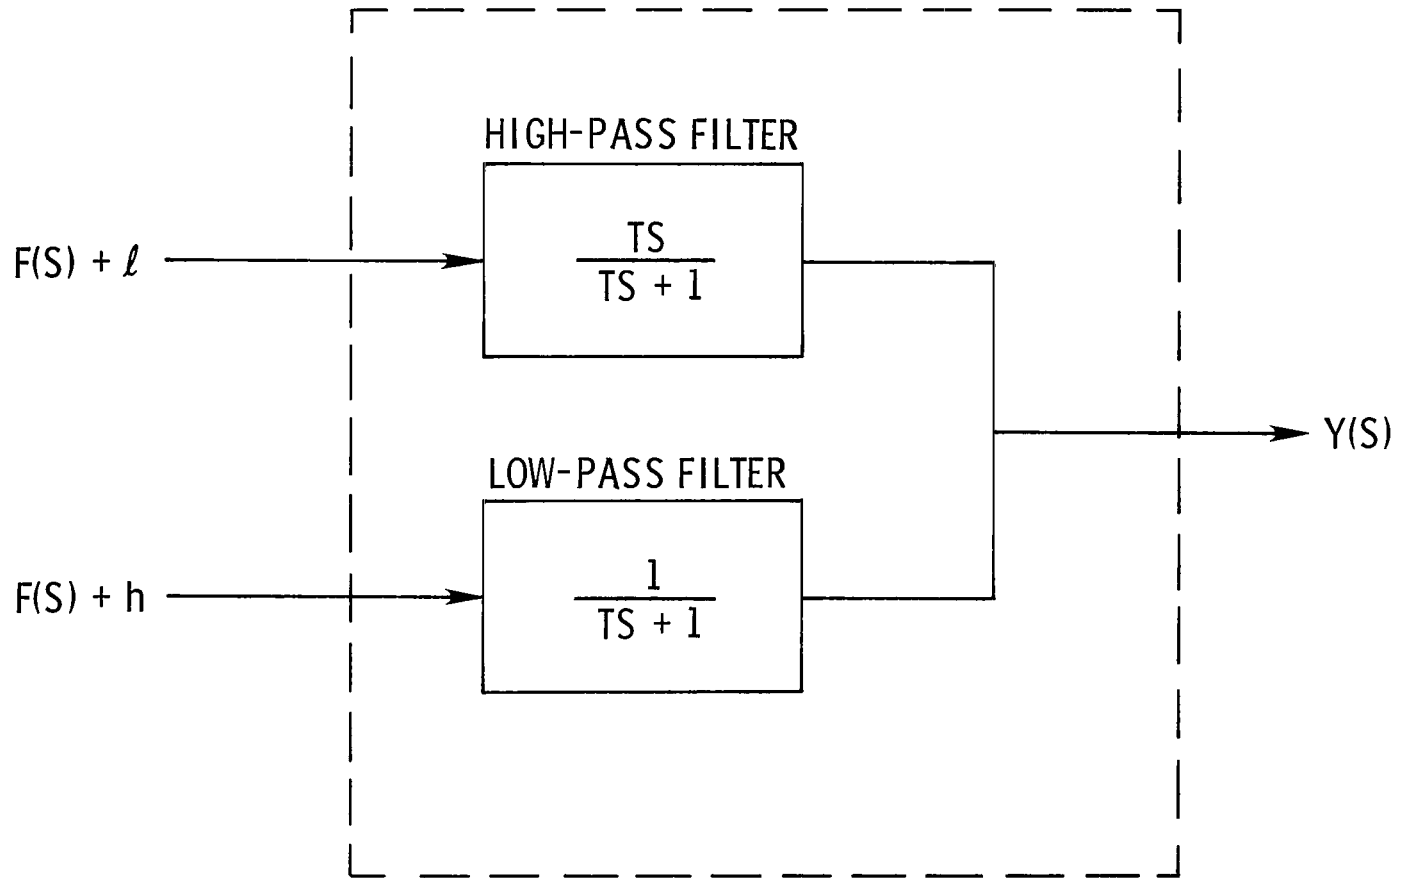 HIGH-PASS FILTER
TS
TS + 1
F(S) + ℓ
Y(S)
LOW-PASS FILTER
1
TS + 1
F(S) + h